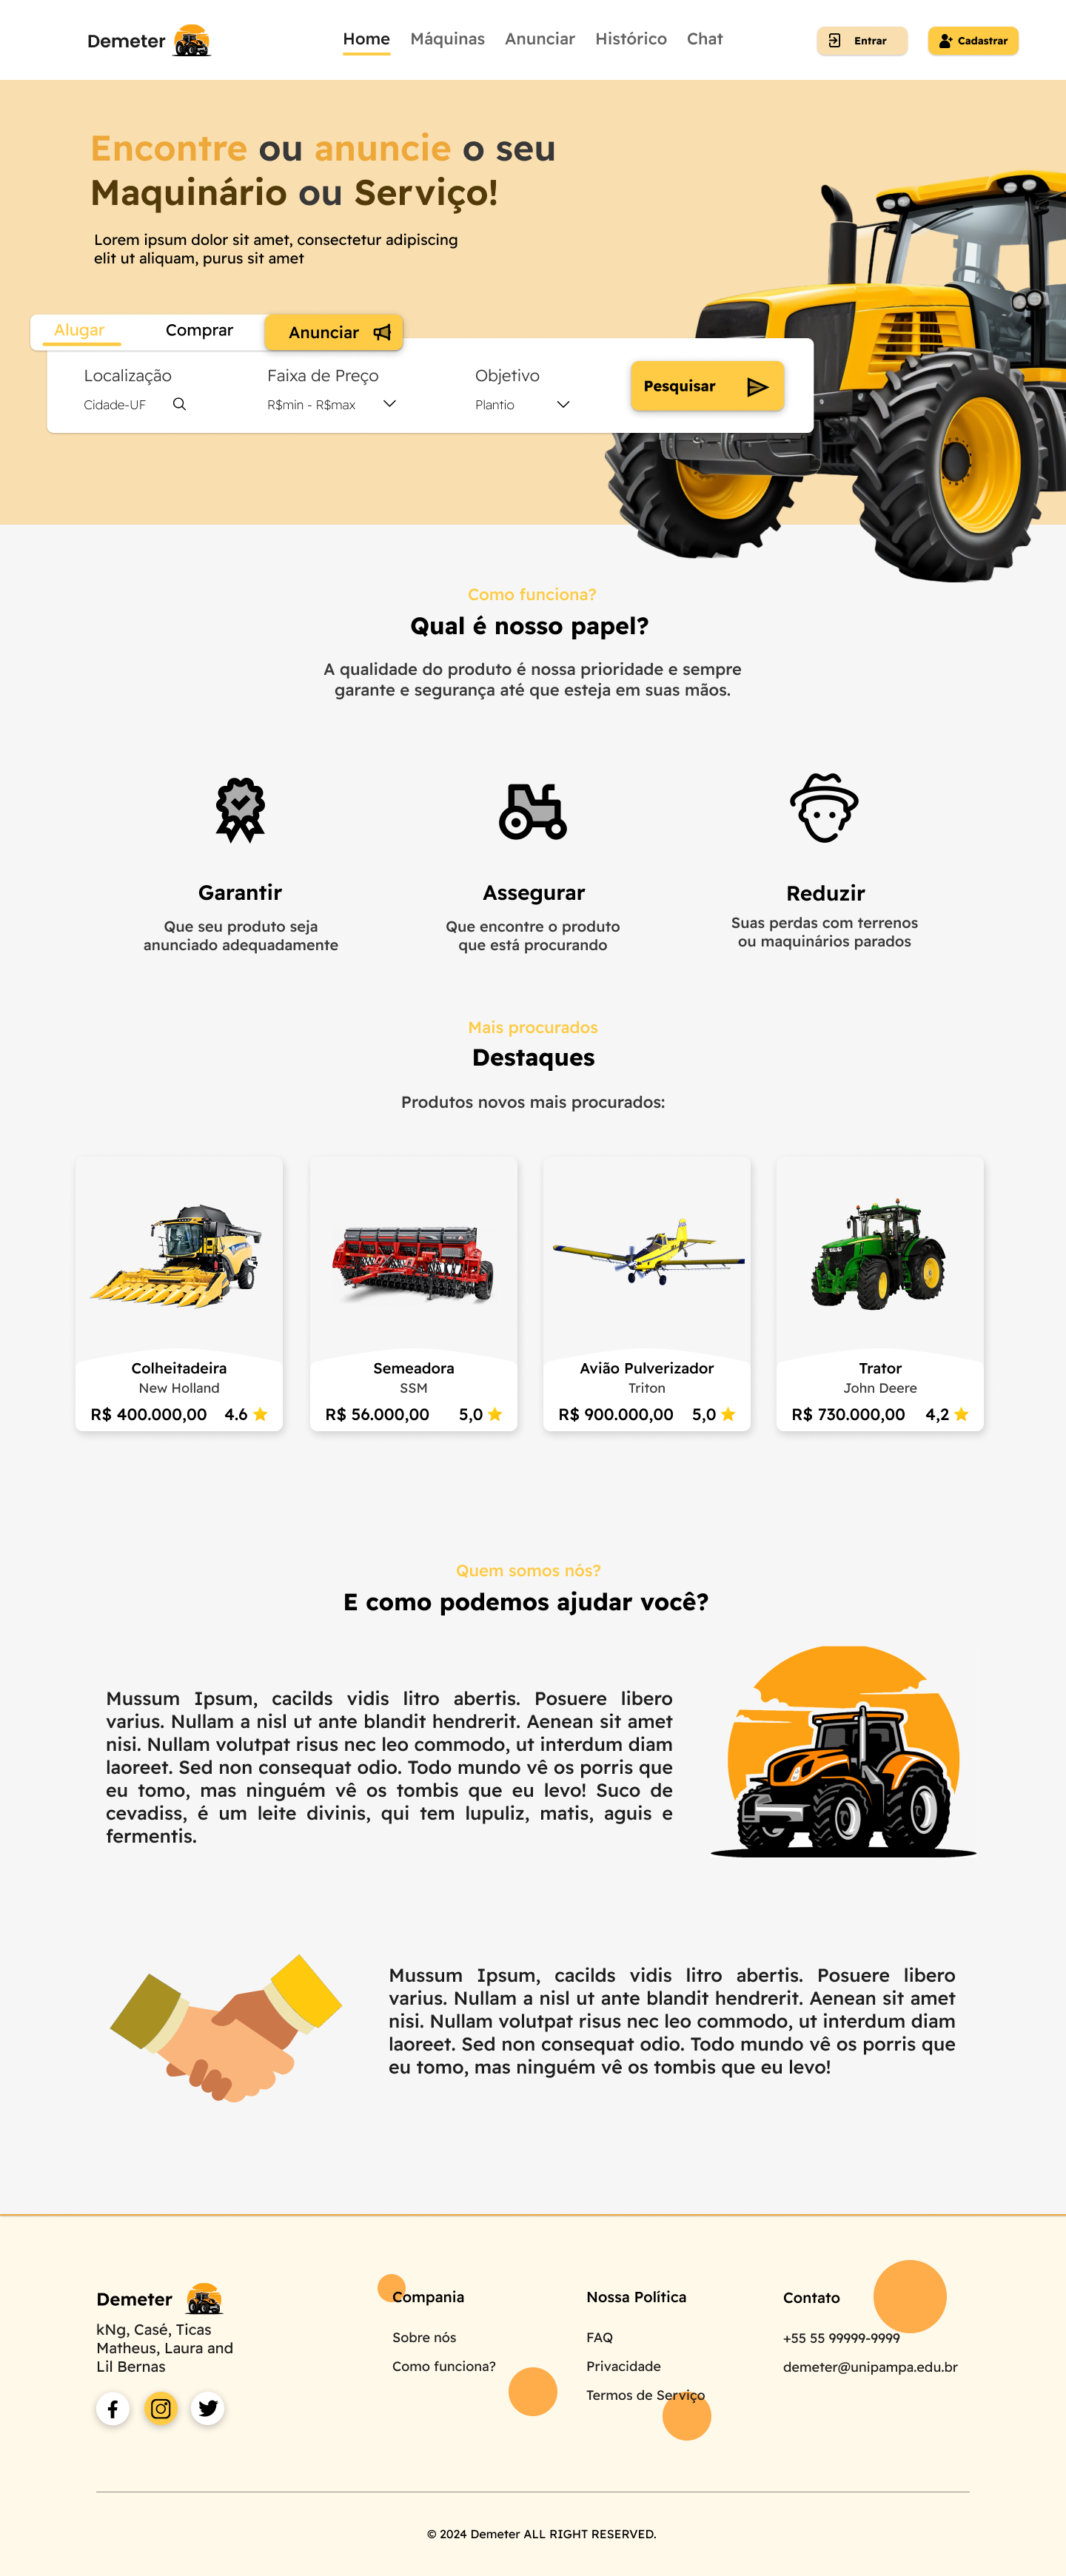 Demeter
Home Máquinas Anunciar Histórico Chat
Entrar
Cadastrar
Encontre ou anuncie o seu
Maquinário ou Serviço!
Lorem ipsum dolor sit amet, consectetur adipiscing
elit ut aliquam, purus sit amet
Alugar
Comprar
Anunciar
Localização
Faixa de Preço
Objetivo
Cidade-UF
R$min - R$max
Plantio
Pesquisar
Como funciona?
Qual é nosso papel?
A qualidade do produto é nossa prioridade e sempre
garante e segurança até que esteja em suas mãos.
Garantir
Que seu produto seja
anunciado adequadamente
Assegurar
Que encontre o produto
que está procurando
Reduzir
Suas perdas com terrenos
ou maquinários parados
Mais procurados
Destaques
Produtos novos mais procurados:
Colheitadeira
New Holland
R$ 400.000,00 4.6
Semeadora
SSM
R$ 56.000,00 5,0
Avião Pulverizador
Triton
R$ 900.000,00 5,0
Trator
John Deere
R$ 730.000,00 4,2
Quem somos nós?
E como podemos ajudar você?
Mussum Ipsum, cacilds vidis litro abertis. Posuere libero
varius. Nullam a nisl ut ante blandit hendrerit. Aenean sit amet
nisi. Nullam volutpat risus nec leo commodo, ut interdum diam
laoreet. Sed non consequat odio. Todo mundo vê os porris que
eu tomo, mas ninguém vê os tombis que eu levo! Suco de
cevadiss, é um leite divinis, qui tem lupuliz, matis, aguis e
fermentis.
Mussum Ipsum, cacilds vidis litro abertis. Posuere libero
varius. Nullam a nisl ut ante blandit hendrerit. Aenean sit amet
nisi. Nullam volutpat risus nec leo commodo, ut interdum diam
laoreet. Sed non consequat odio. Todo mundo vê os porris que
eu tomo, mas ninguém vê os tombis que eu levo!
Demeter
kNg, Casé, Ticas
Matheus, Laura and
Lil Bernas
Compania
Sobre nós
Como funciona?
Nossa Política
FAQ
Privacidade
Termos de Serviço
Contato
+55 55 99999-9999
demeter@unipampa.edu.br
© 2024 Demeter ALL RIGHT RESERVED.